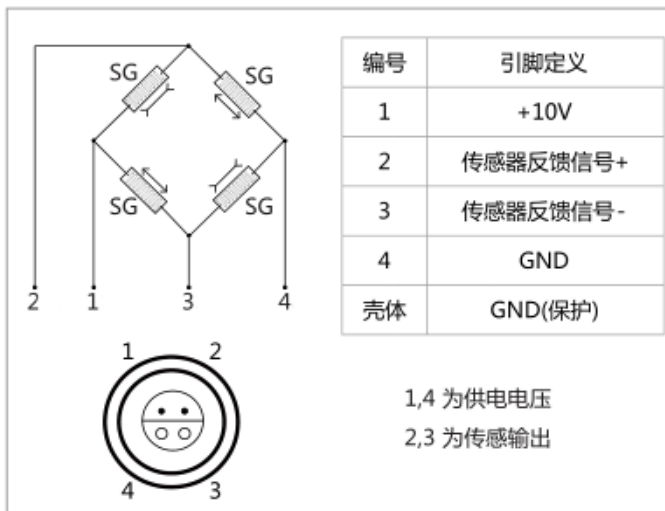 SG
SG
SG
SG
2
1
3
4
编号 引脚定义
1 +10V
2 传感器反馈信号+
3 传感器反馈信号-
4 GND
壳体 GND(保护)
1
2
4
3
1,4 为供电电压
2,3 为传感输出